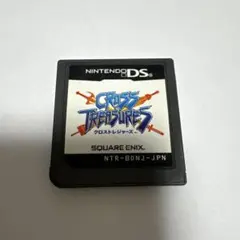 NINTENDO DS
CROSS
TREASURES
クロストレジャーズ
SQUARE ENIX
NTR-BDNJ-JPN